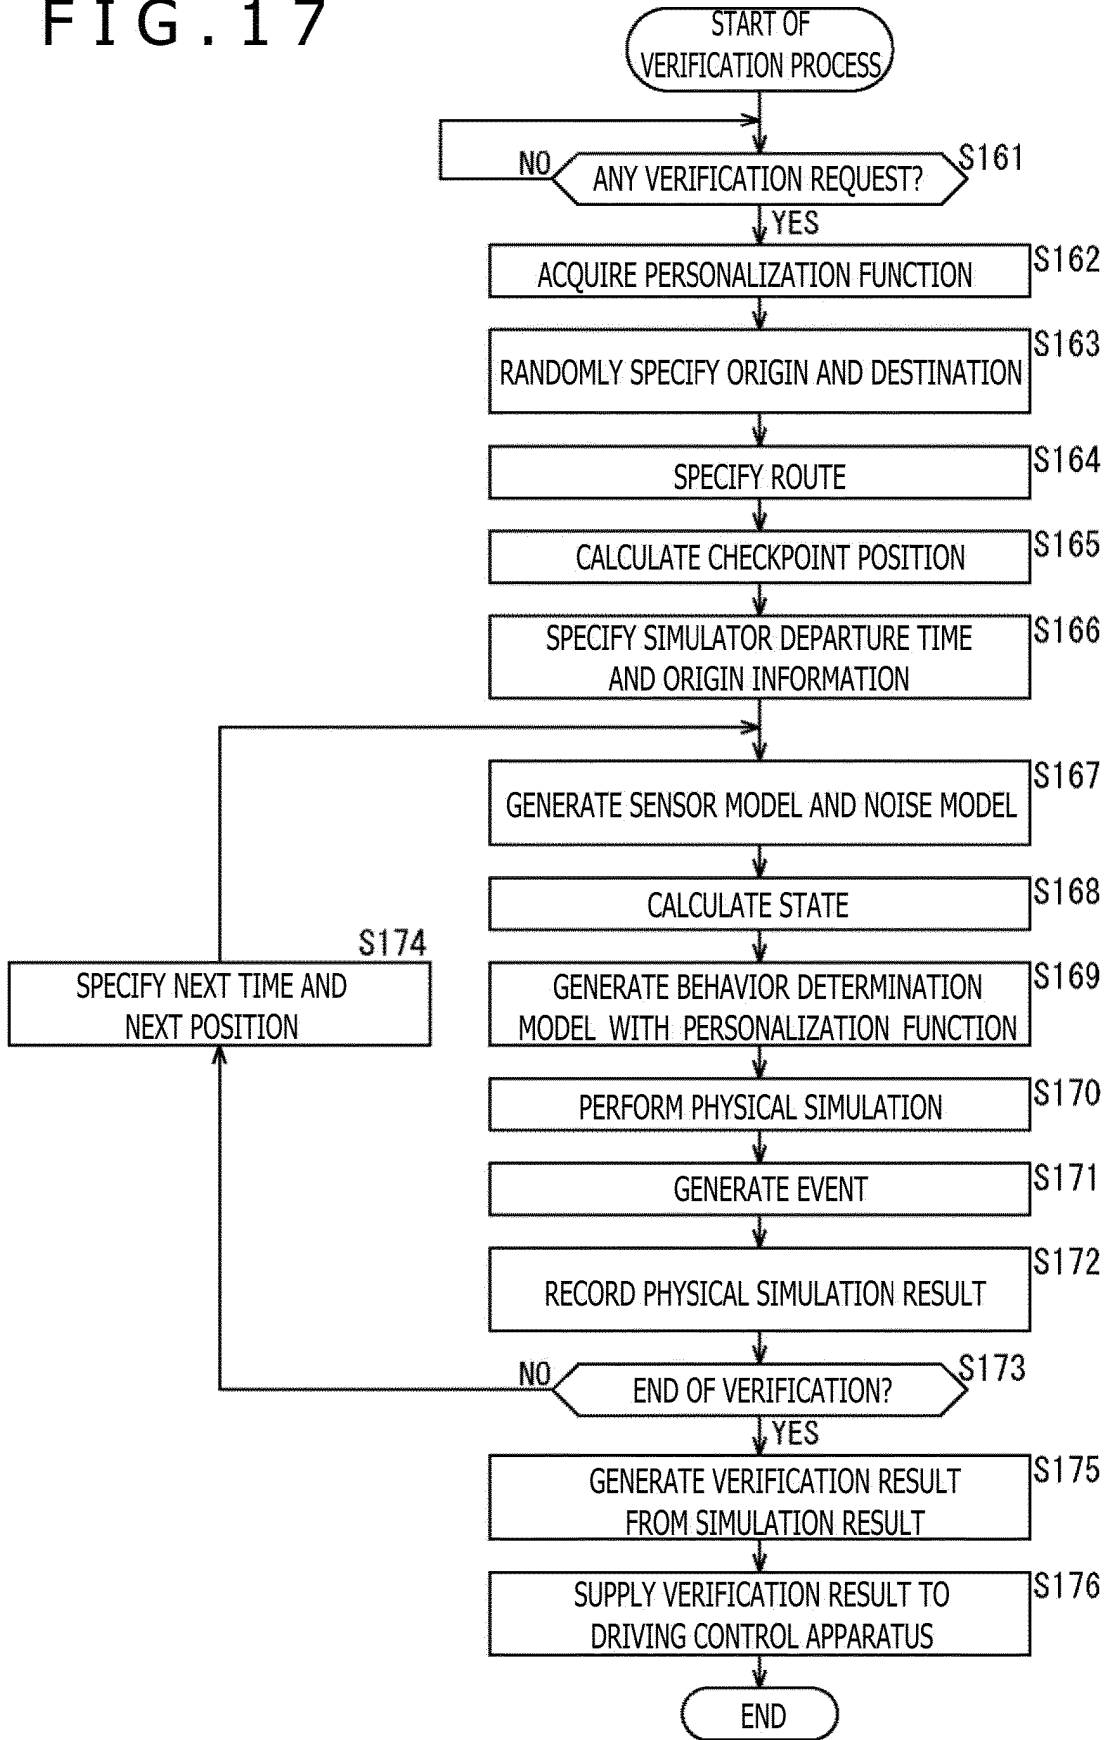 FIG.17
START OF
VERIFICATION PROCESS
NO
ANY VERIFICATION REQUEST?
S161
YES
ACQUIRE PERSONALIZATION FUNCTION
S162
RANDOMLY SPECIFY ORIGIN AND DESTINATION
S163
SPECIFY ROUTE
S164
CALCULATE CHECKPOINT POSITION
S165
SPECIFY SIMULATOR DEPARTURE TIME
AND ORIGIN INFORMATION
S166
GENERATE SENSOR MODEL AND NOISE MODEL
S167
CALCULATE STATE
S168
S174
SPECIFY NEXT TIME AND
NEXT POSITION
GENERATE BEHAVIOR DETERMINATION
MODEL WITH PERSONALIZATION FUNCTION
S169
PERFORM PHYSICAL SIMULATION
S170
GENERATE EVENT
S171
RECORD PHYSICAL SIMULATION RESULT
S172
NO
END OF VERIFICATION?
S173
YES
GENERATE VERIFICATION RESULT
FROM SIMULATION RESULT
S175
SUPPLY VERIFICATION RESULT TO
DRIVING CONTROL APPARATUS
S176
END